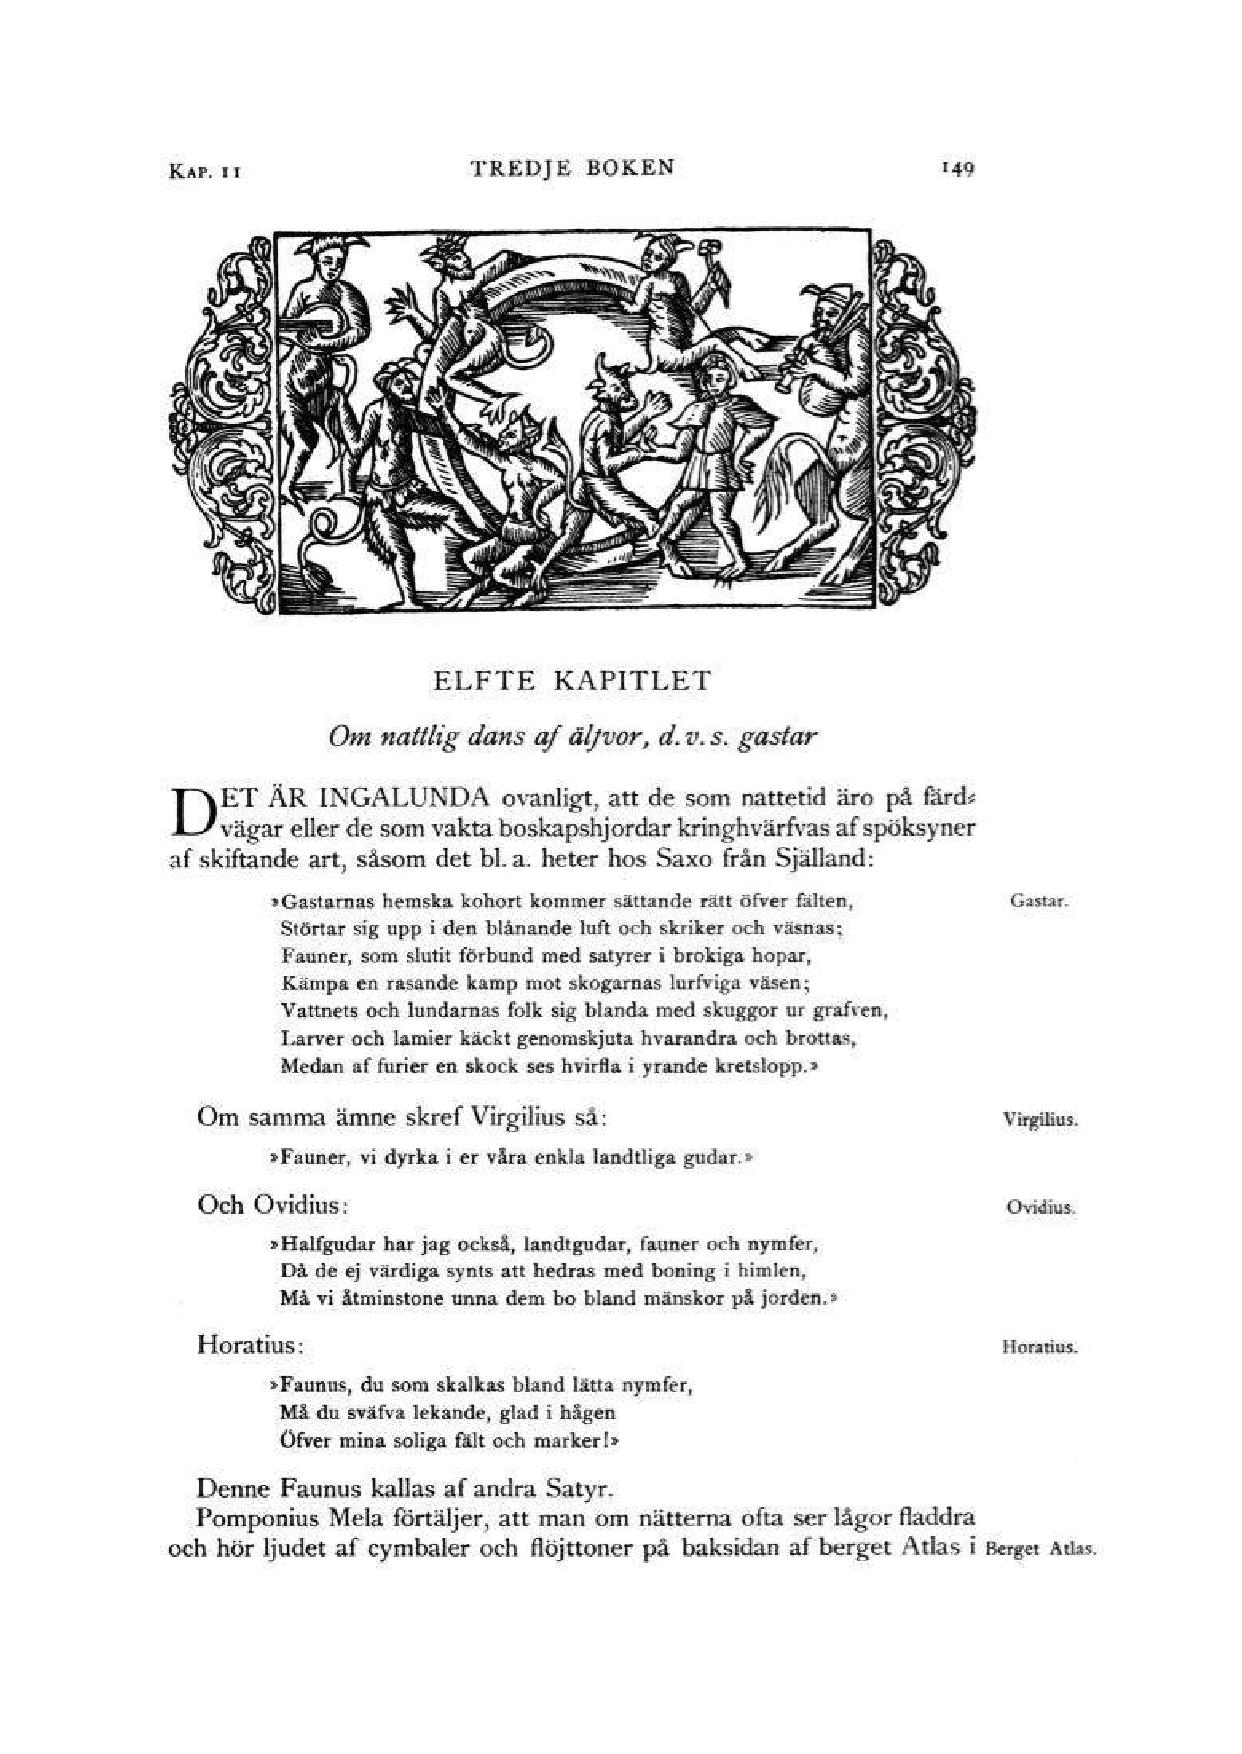 KAP. 11 TREDJE BOKEN 149
ELFTE KAPITLET
Om nattlig dans af älfvor, d. v. s. gastar
DET ÄR INGALUNDA ovanligt, att de som nattetid äro på färd-
vägar eller de som vakta boskapshjordar kringhvärfvas af spöksyner
af skiftande art, såsom det bl. a. heter hos Saxo från Själland:
»Gastarnas hemska kohort kommer sättande rätt öfver fälten, Gastar.
Störtar sig upp i den blånande luft och skriker och väsnas;
Fauner, som slutit förbund med satyrer i brokiga hopar,
Kämpa en rasande kamp mot skogarnas lurfviga väsen;
Vattnets och lundarnas folk sig blanda med skuggor ur grafven,
Larver och lamier käckt genomskjuta hvarandra och brottas,
Medan af furier en skock ses hvirfla i yrande kretslopp.»
Om samma ämne skref Virgilius så: Virgilius.
»Fauner, vi dyrka i er våra enkla landtliga gudar.»
Och Ovidius: Ovidius.
»Halfgudar har jag också, landtgudar, fauner och nymfer,
Då de ej värdiga synts att hedras med boning i himlen,
Må vi åtminstone unna dem bo bland mänskor på jorden.»
Horatius: Horatius.
»Faunus, du som skalkas bland lätta nymfer,
Må du sväfva lekande, glad i hågen
Öfver mina soliga fält och marker!»
Denne Faunus kallas af andra Satyr.
Pomponius Mela förtäljer, att man om nätterna ofta ser lågor fladdra
och hör ljudet af cymbaler och flöjttoner på baksidan af berget Atlas i Berget Atlas.